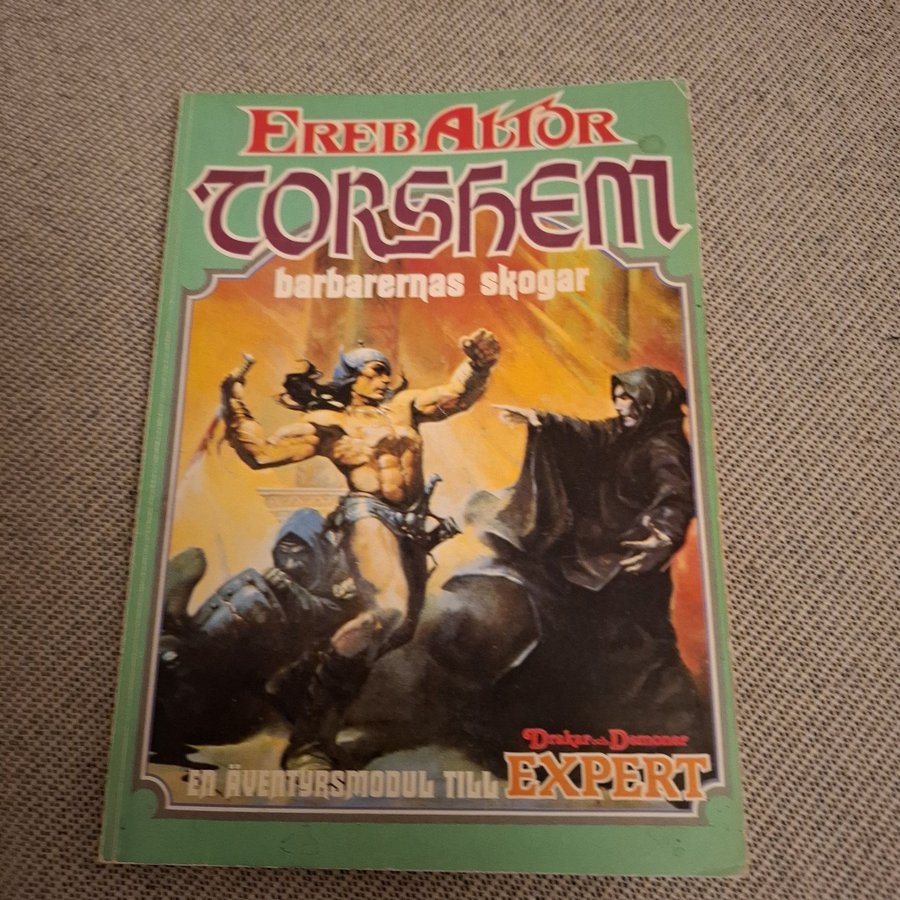 EREB ALTOR
TORSHEM
barbarernas skogar
Drakar och Demoner
EN ÄVENTYRSMODUL TILL EXPERT